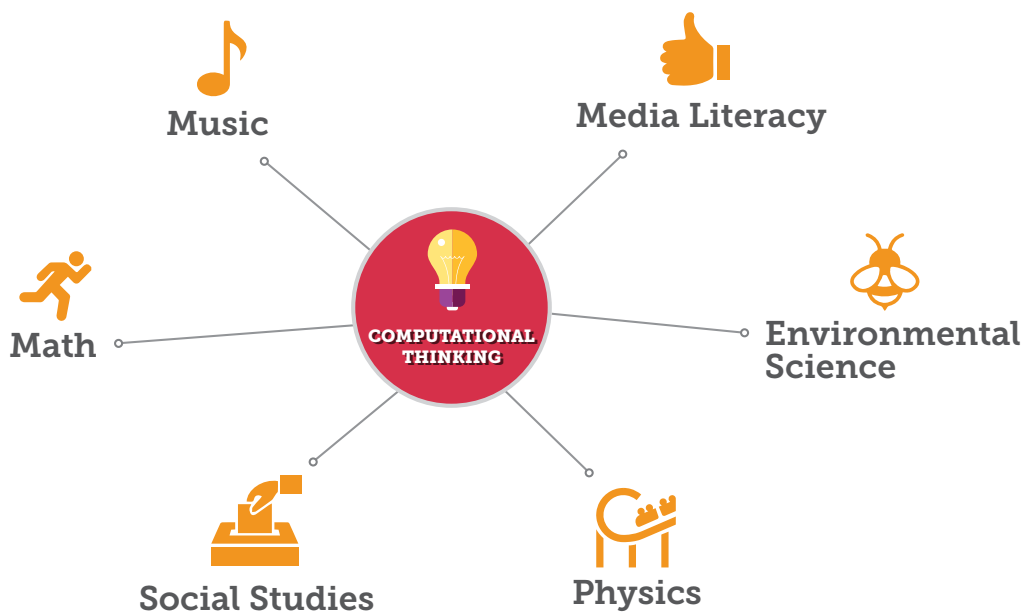 Music
Media Literacy
Math
COMPUTATIONAL
THINKING
Environmental
Science
Social Studies
Physics